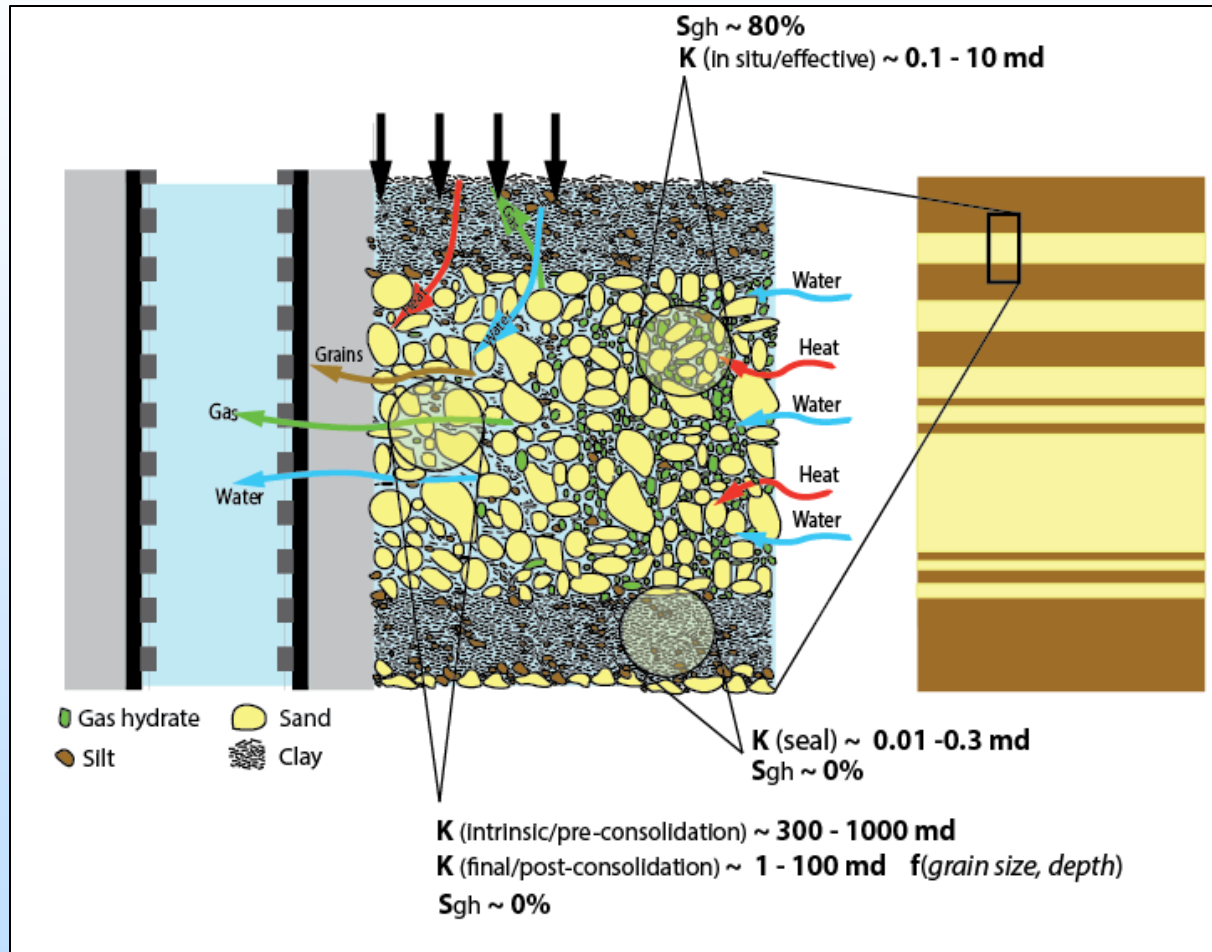 Sgh ~ 80%
K (in situ/effective) ~ 0.1 - 10 md
Water
Heat
Water
Heat
Water
Grains
Gas
Water
Water
Gas hydrate
Sand
Silt
Clay
K (seal) ~ 0.01 -0.3 md
Sgh ~ 0%
K (intrinsic/pre-consolidation) ~ 300 - 1000 md
K (final/post-consolidation) ~ 1 - 100 md f(grain size, depth)
Sgh ~ 0%